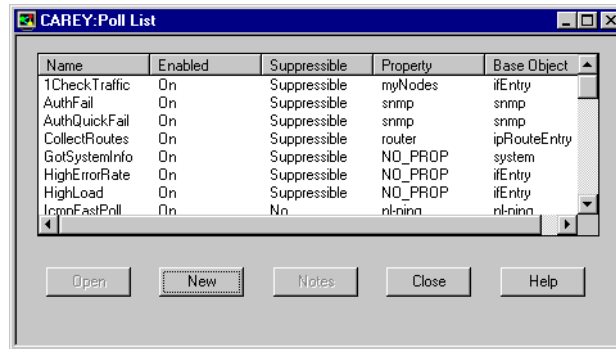 CAREY:Poll List
Name Enabled Suppressible Property Base Object
1CheckTraffic On Suppressible myNodes ifEntry
AuthFail On Suppressible snmp snmp
AuthQuickFail On Suppressible snmp snmp
CollectRoutes On Suppressible router ipRouteEntry
GotSystemInfo On Suppressible NO_PROP system
HighErrorRate On Suppressible NO_PROP ifEntry
HighLoad On Suppressible NO_PROP ifEntry
IcmpFastPoll On No nl-ping nl-ping
Open New Notes Close Help